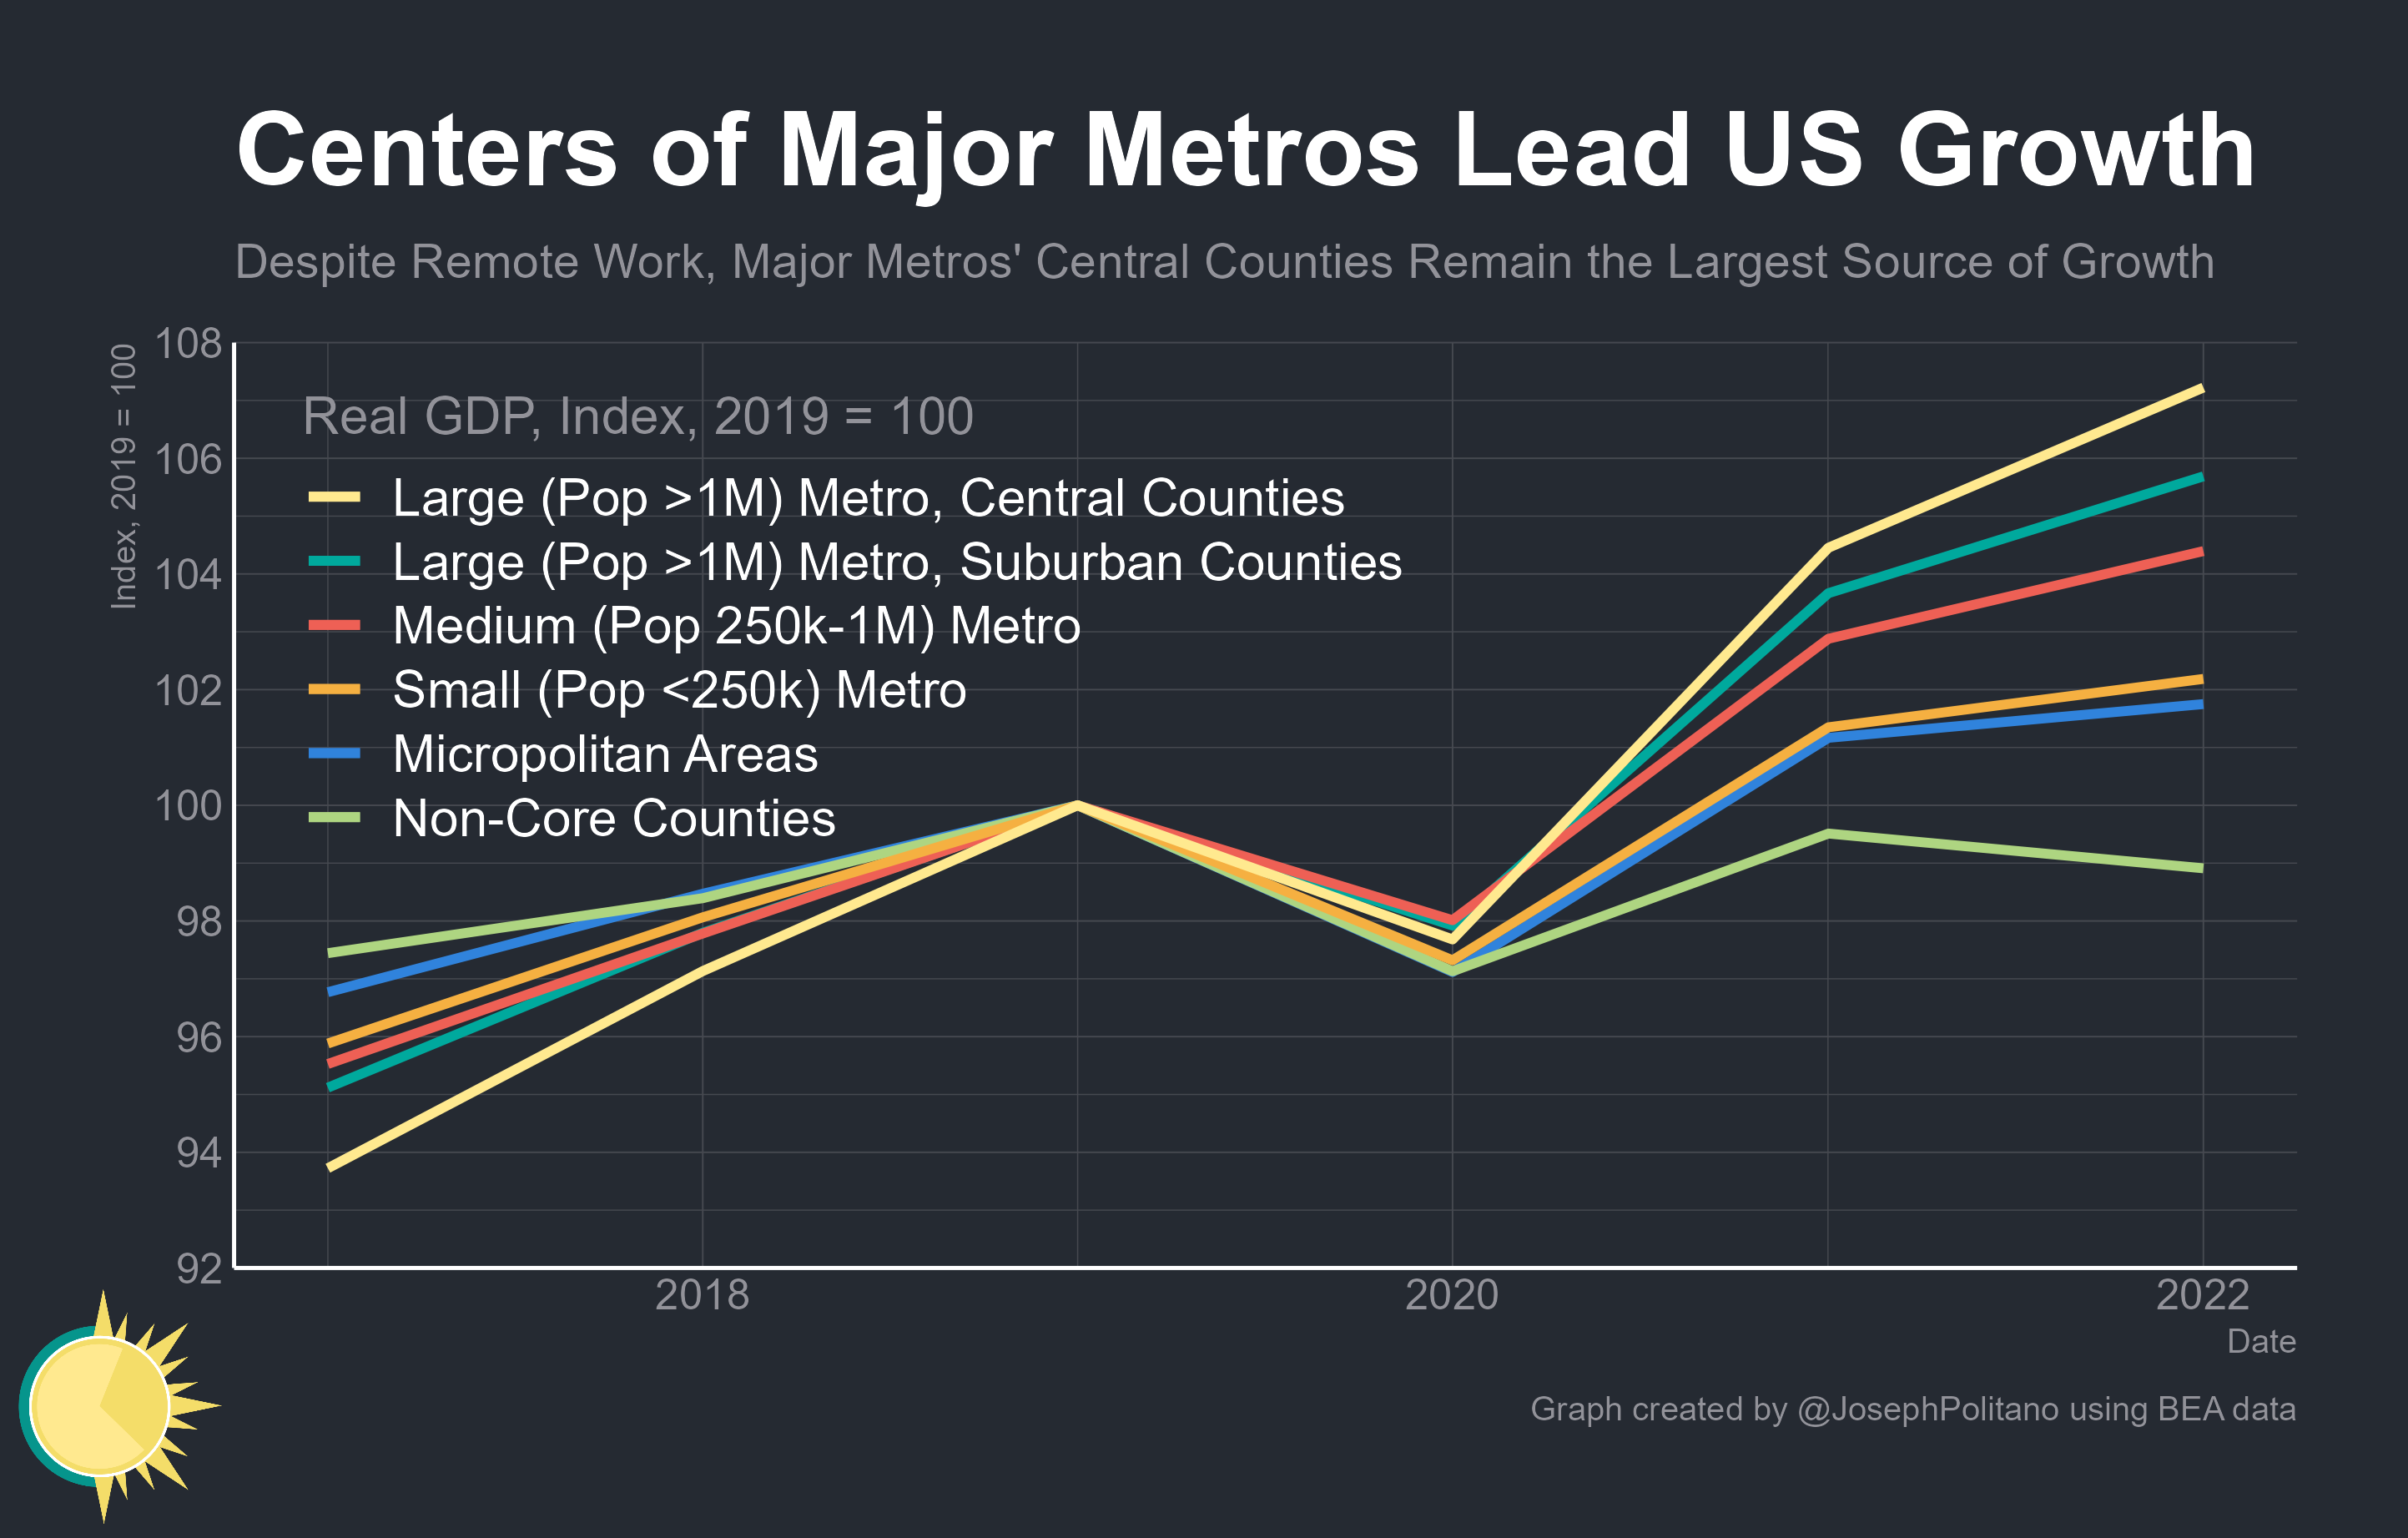 Centers of Major Metros Lead US Growth
Despite Remote Work, Major Metros' Central Counties Remain the Largest Source of Growth
Index, 2019 = 100
108
106
104
102
100
98
96
94
92
Real GDP, Index, 2019 = 100
Large (Pop >1M) Metro, Central Counties
Large (Pop >1M) Metro, Suburban Counties
Medium (Pop 250k-1M) Metro
Small (Pop <250k) Metro
Micropolitan Areas
Non-Core Counties
2018
2020
2022
Date
Graph created by @JosephPolitano using BEA data